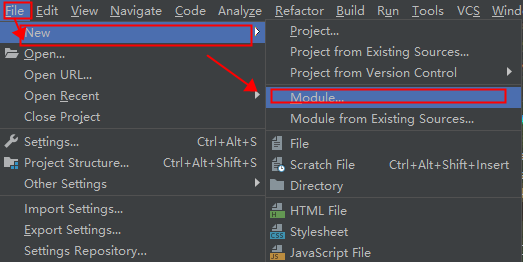 File Edit View Navigate Code Analyze Refactor Build Run Tools VCS Wind
New
Open...
Open URL...
Open Recent
Close Project
Settings... Ctrl+Alt+S
Project Structure... Ctrl+Alt+Shift+S
Other Settings
Import Settings...
Export Settings...
Settings Repository...
Project...
Project from Existing Sources...
Project from Version Control
Module...
Module from Existing Sources...
File
Scratch File Ctrl+Alt+Shift+Insert
Directory
HTML File
Stylesheet
JavaScript File